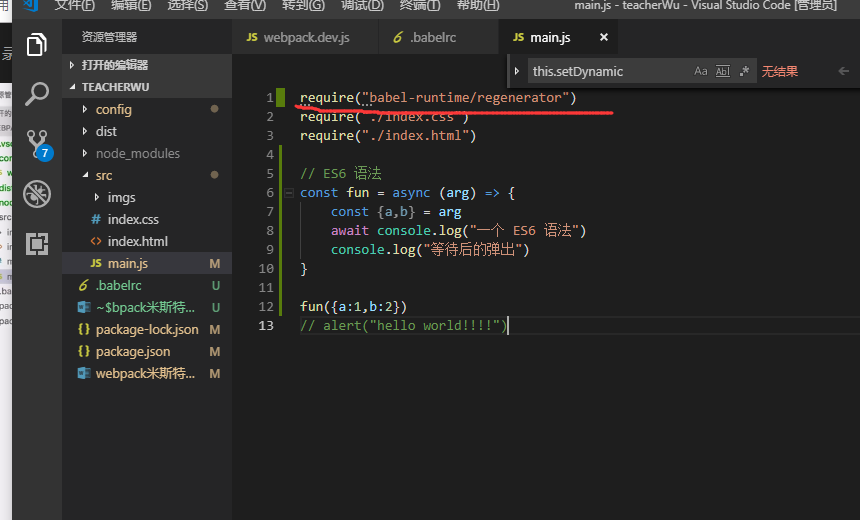 文件(F) 编辑(E) 选择(S) 查看(V) 转到(G) 调试(D) 终端(T) 帮助(H) main.js - teacherWu - Visual Studio Code [管理员]
资源管理器
JS webpack.dev.js .babelrc JS main.js ×
打开的编辑器
this.setDynamic Aa Abl .* 无结果
TEACHERWU
config
dist
node_modules
7
src
imgs
# index.css
<> index.html
JS main.js M
.babelrc U
~$bpack米斯特... U
{} package-lock.json M
{} package.json M
webpack米斯特... M
1 require("babel-runtime/regenerator")
2 require("./index.css")
3 require("./index.html")
4
5 // ES6 语法
6 const fun = async (arg) => {
7 const {a,b} = arg
8 await console.log("一个 ES6 语法")
9 console.log("等待后的弹出")
10 }
11
12 fun({a:1,b:2})
13 // alert("hello world!!!!")